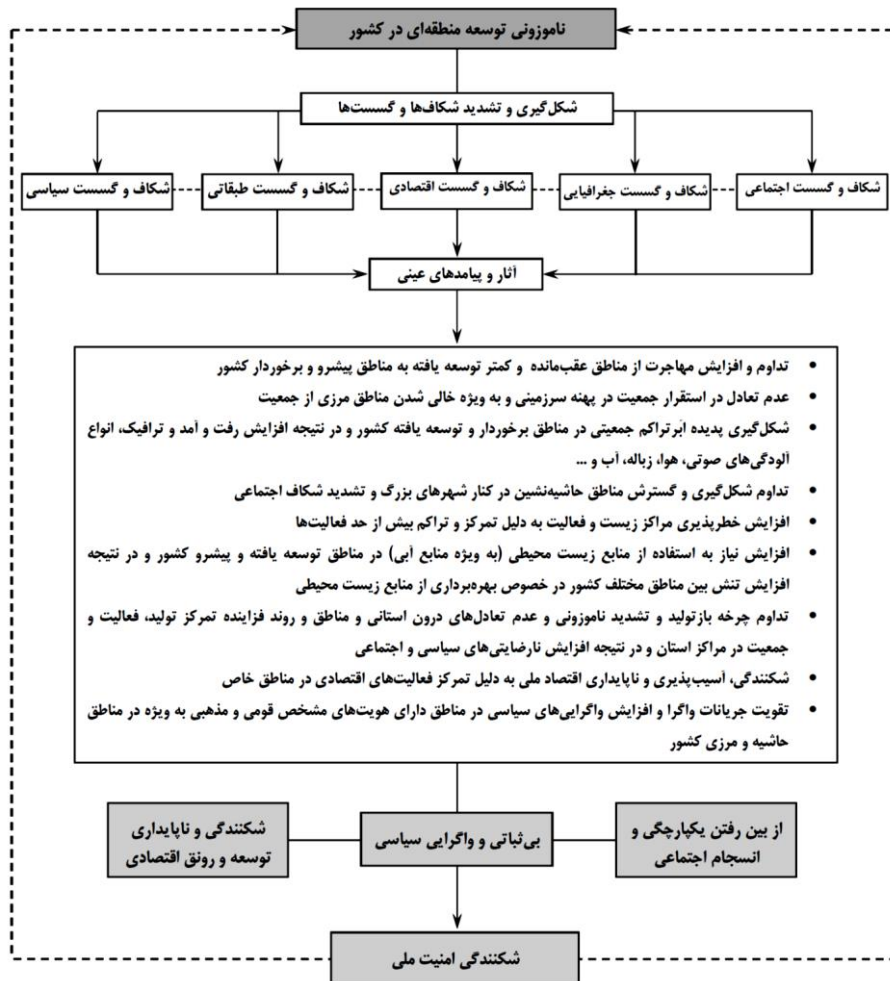 ناموزونی توسعه منطقه‌ای در کشور
شکل‌گیری و تشدید شکاف‌ها و گسست‌ها
شکاف و گسست اجتماعی
شکاف و گسست جغرافیایی
شکاف و گسست اقتصادی
شکاف و گسست طبقاتی
شکاف و گسست سیاسی
آثار و پیامدهای عینی
• تداوم و افزایش مهاجرت از مناطق عقب‌مانده و کمتر توسعه یافته به مناطق پیشرو و برخوردار کشور
• عدم تعادل در استقرار جمعیت در پهنه سرزمینی و به ویژه خالی شدن مناطق مرزی از جمعیت
• شکل‌گیری پدیده اَبرتراکم جمعیتی در مناطق برخوردار و توسعه یافته کشور و در نتیجه افزایش رفت و آمد و ترافیک، انواع
آلودگی‌های صوتی، هوا، زباله، آب و ...
• تداوم شکل‌گیری و گسترش مناطق حاشیه‌نشین در کنار شهرهای بزرگ و تشدید شکاف اجتماعی
• افزایش خطرپذیری مراکز زیست و فعالیت به دلیل تمرکز و تراکم بیش از حد فعالیت‌ها
• افزایش نیاز به استفاده از منابع زیست محیطی (به ویژه منابع آبی) در مناطق توسعه یافته و پیشرو کشور و در نتیجه
افزایش تنش بین مناطق مختلف کشور در خصوص بهره‌برداری از منابع زیست محیطی
• تداوم چرخه بازتولید و تشدید ناموزونی و عدم تعادل‌های درون استانی و مناطق و روند فزاینده تمرکز تولید، فعالیت و
جمعیت در مراکز استان و در نتیجه افزایش نارضایتی‌های سیاسی و اجتماعی
• شکنندگی، آسیب‌پذیری و ناپایداری اقتصاد ملی به دلیل تمرکز فعالیت‌های اقتصادی در مناطق خاص
• تقویت جریانات واگرا و افزایش واگرایی‌های سیاسی در مناطق دارای هویت‌های مشخص قومی و مذهبی به ویژه در مناطق
حاشیه و مرزی کشور
از بین رفتن یکپارچگی و
انسجام اجتماعی
بی‌ثباتی و واگرایی سیاسی
شکنندگی و ناپایداری
توسعه و رونق اقتصادی
شکنندگی امنیت ملی